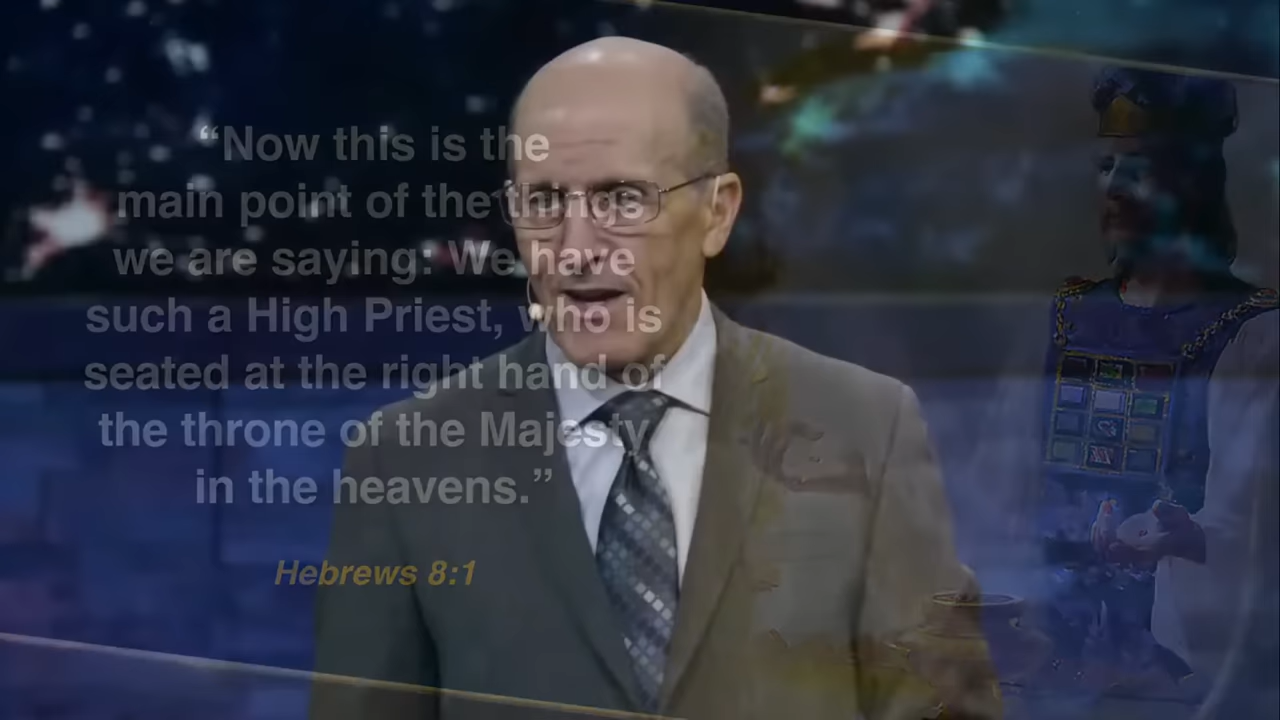 “Now this is the
main point of the things
we are saying: We have
such a High Priest, who is
seated at the right hand of
the throne of the Majesty
in the heavens.”
Hebrews 8:1